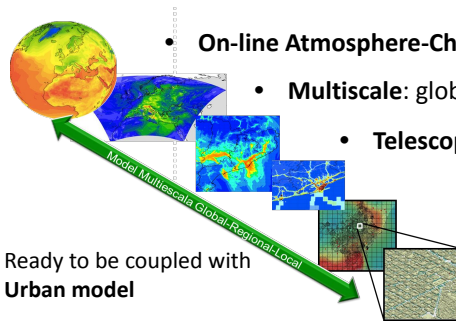 • On-line Atmosphere-Ch
• Multiscale: glob
• Telescop
Model Multiescala Global-Regional-Local
Ready to be coupled with
Urban model